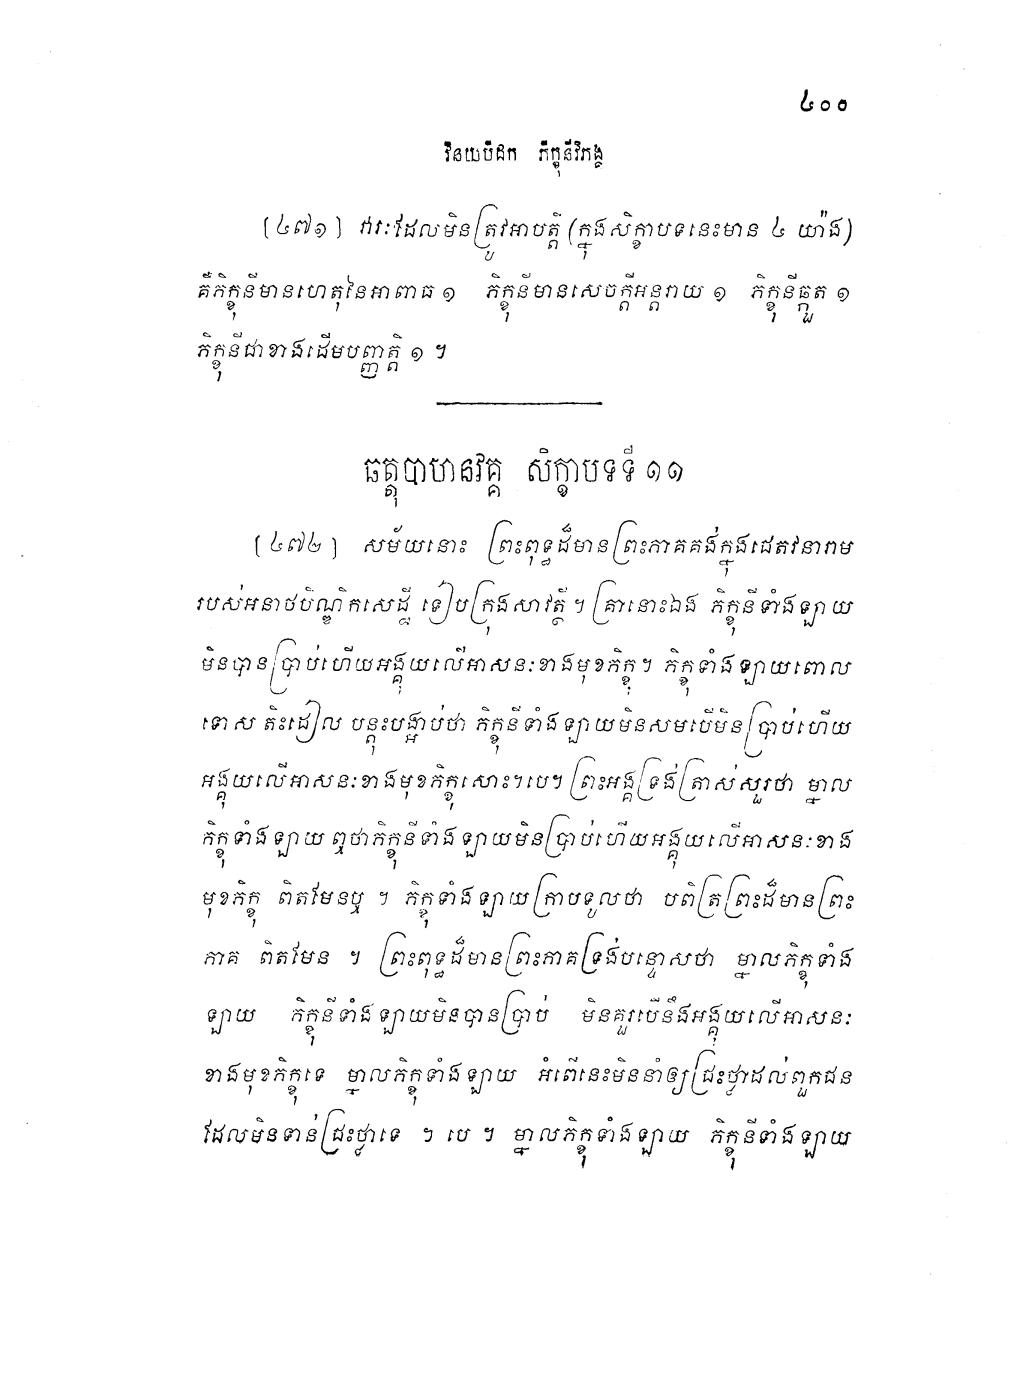 ៤០០
វិនយបិដក ភិក្ខុនីវិភង្គ
[៤៧១] វារៈដែលមិនត្រូវអាបត្តិ (ក្នុងសិក្ខាបទនេះមាន ៤ យ៉ាង)
គឺភិក្ខុនីមានហេតុនៃអាពាធ ១ ភិក្ខុនីមានសេចក្តីអន្តរាយ ១ ភិក្ខុនីឆ្កួត ១
ភិក្ខុនីជាខាងដើមបញ្ញត្តិ ១ ។
ឆត្តុបាហនវគ្គ សិក្ខាបទទី ១១
[៤៧២] សម័យនោះ ព្រះពុទ្ធដ៏មានព្រះភាគគង់ក្នុងជេតវនារាម
របស់អនាថបិណ្ឌិកសេដ្ឋី ទៀបក្រុងសាវត្ថី ។ គ្រានោះឯង ភិក្ខុនីទាំងឡាយ
មិនបានប្រាប់ហើយអង្គុយលើអាសនៈខាងមុខភិក្ខុ ។ ភិក្ខុទាំងឡាយពោល
ទោស តិះដៀល បន្តុះបង្អាប់ថា ភិក្ខុនីទាំងឡាយមិនសមបើមិនប្រាប់ហើយ
អង្គុយលើអាសនៈខាងមុខភិក្ខុសោះ។បេ។ ព្រះអង្គទ្រង់ត្រាស់សួរថា ម្នាល
ភិក្ខុទាំងឡាយ ឮថាភិក្ខុនីទាំងឡាយមិនប្រាប់ហើយអង្គុយលើអាសនៈខាង
មុខភិក្ខុ ពិតមែនឬ ។ ភិក្ខុទាំងឡាយក្រាបទូលថា បពិត្រព្រះដ៏មានព្រះ
ភាគ ពិតមែន ។ ព្រះពុទ្ធដ៏មានព្រះភាគទ្រង់បន្ទោសថា ម្នាលភិក្ខុទាំង
ឡាយ ភិក្ខុនីទាំងឡាយមិនបានប្រាប់ មិនគួរបើនឹងអង្គុយលើអាសនៈ
ខាងមុខភិក្ខុទេ ម្នាលភិក្ខុទាំងឡាយ អំពើនេះមិននាំឲ្យជ្រះថ្លាដល់ពួកជន
ដែលមិនទាន់ជ្រះថ្លាទេ ។ បេ ។ ម្នាលភិក្ខុទាំងឡាយ ភិក្ខុនីទាំងឡាយ